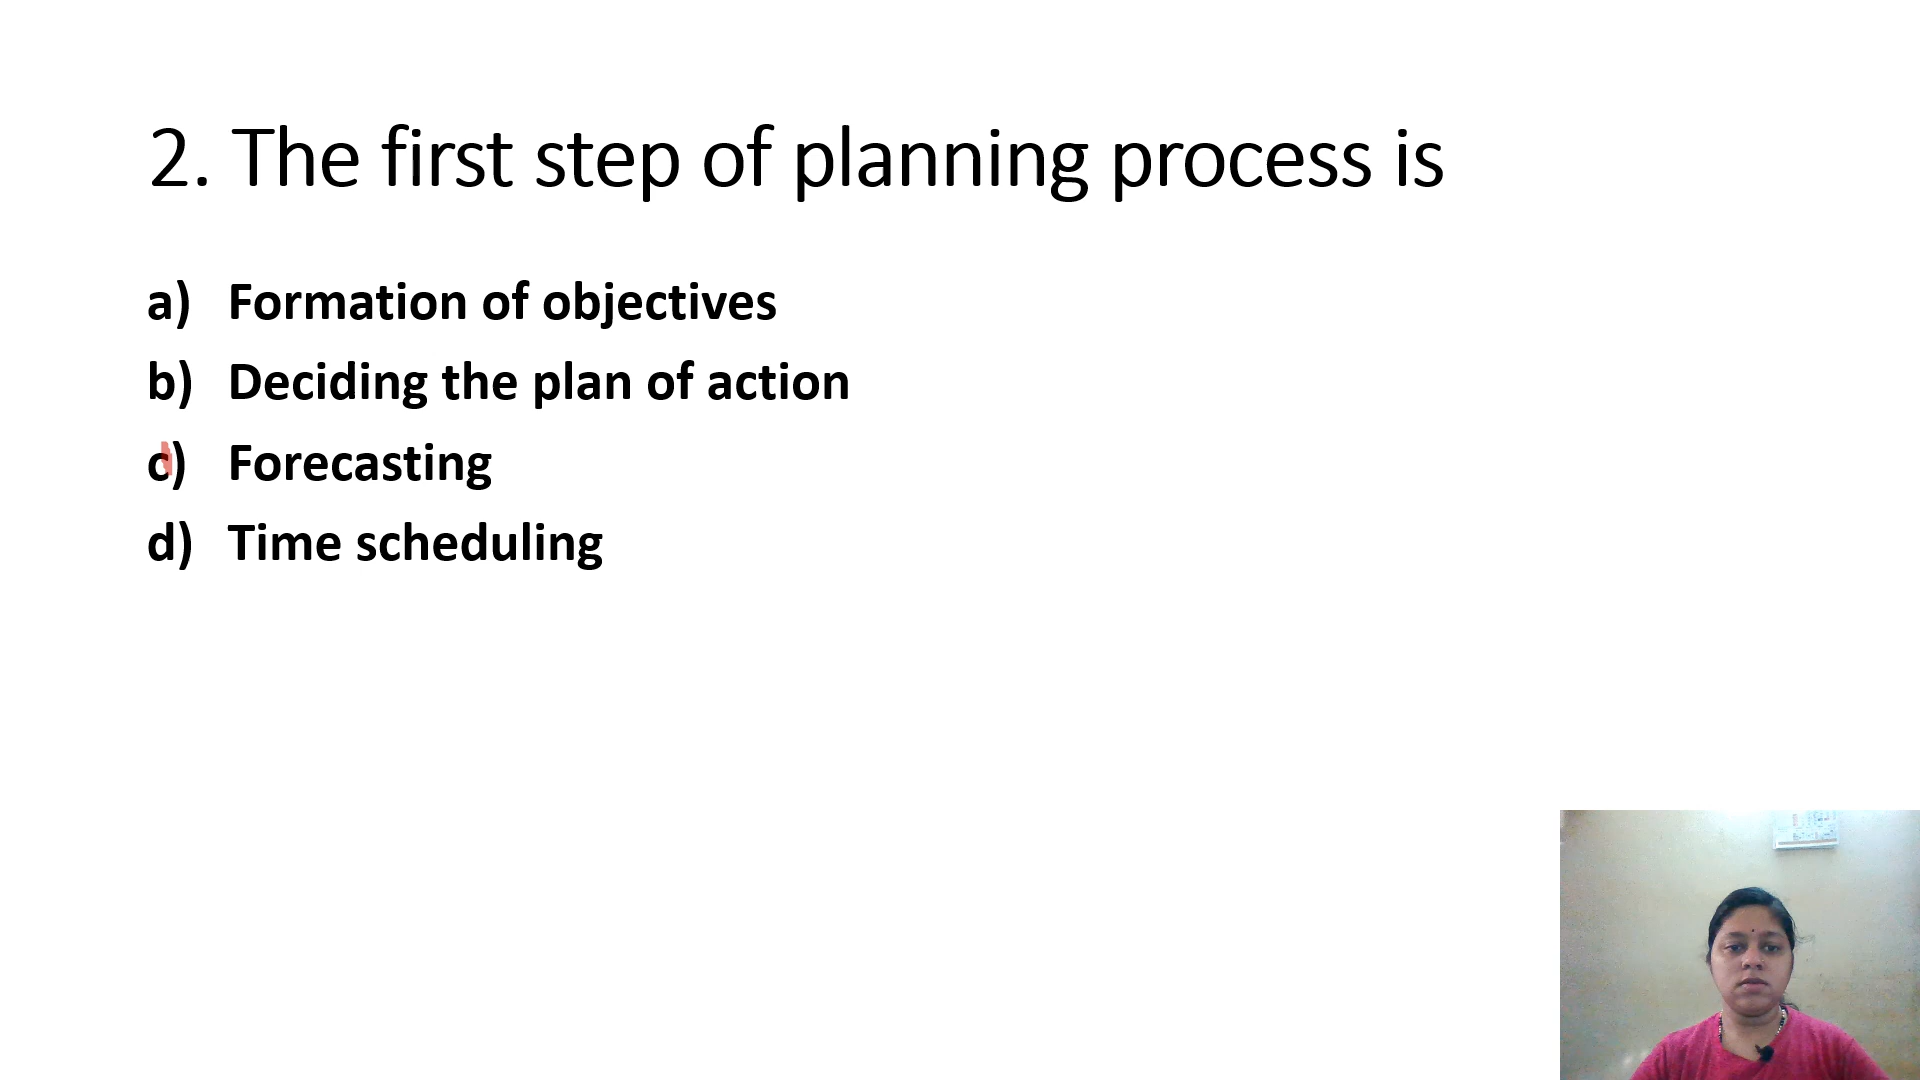 2. The first step of planning process is
a) Formation of objectives
b) Deciding the plan of action
c) Forecasting
d) Time scheduling